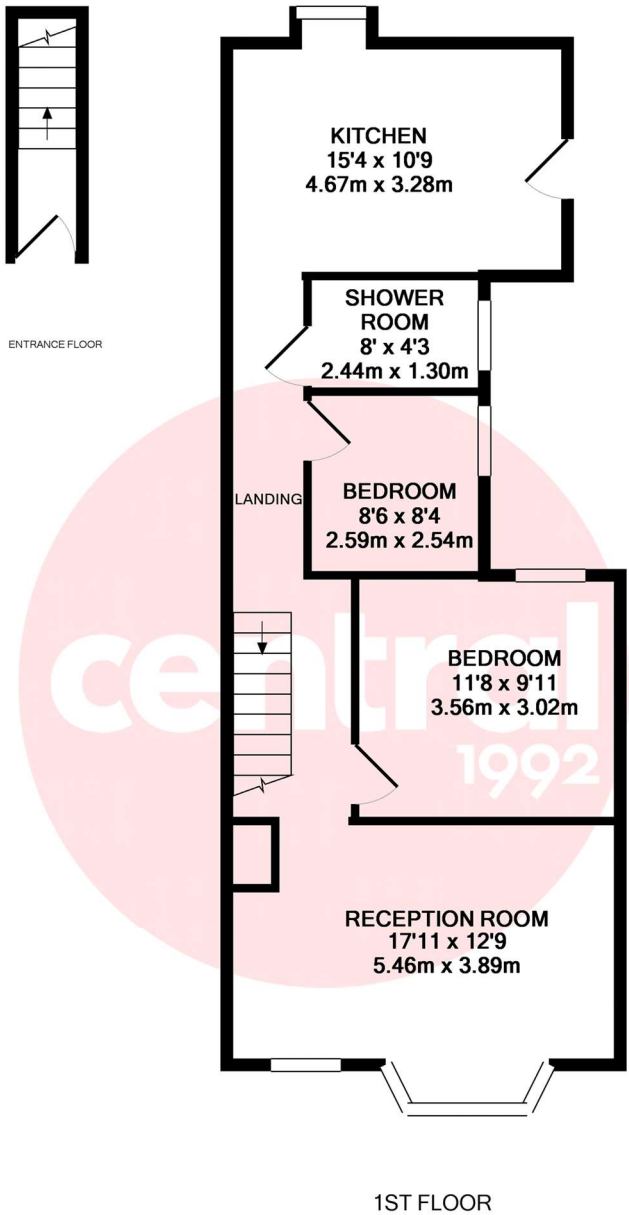 KITCHEN
15'4 x 10'9
4.67m x 3.28m
SHOWER
ROOM
8' x 4'3
2.44m x 1.30m
ENTRANCE FLOOR
LANDING
BEDROOM
8'6 x 8'4
2.59m x 2.54m
central
BEDROOM
11'8 x 9'11
3.56m x 3.02m
1992
RECEPTION ROOM
17'11 x 12'9
5.46m x 3.89m
1ST FLOOR